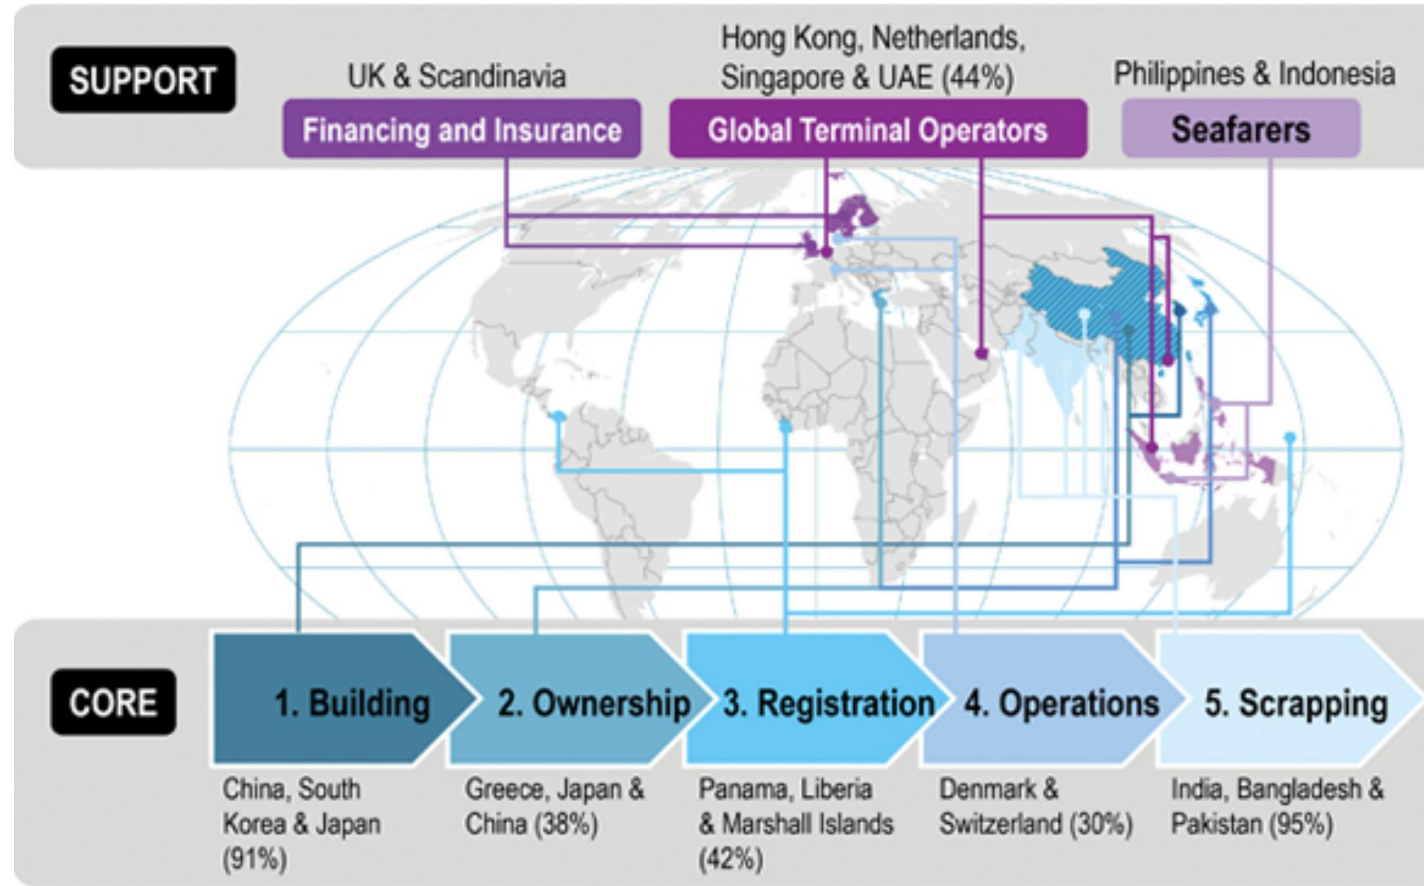 SUPPORT
UK & Scandinavia
Financing and Insurance
Hong Kong, Netherlands,
Singapore & UAE (44%)
Global Terminal Operators
Philippines & Indonesia
Seafarers
CORE
1. Building
China, South
Korea & Japan
(91%)
2. Ownership
Greece, Japan &
China (38%)
3. Registration
Panama, Liberia
& Marshall Islands
(42%)
4. Operations
Denmark &
Switzerland (30%)
5. Scrapping
India, Bangladesh &
Pakistan (95%)